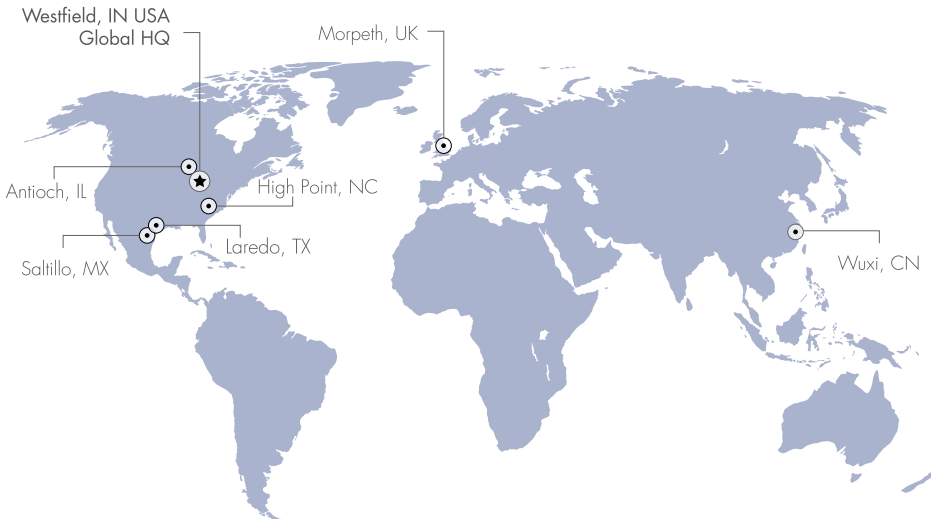 Westfield, IN USA
Global HQ
Morpeth, UK
Antioch, IL
High Point, NC
Laredo, TX
Saltillo, MX
Wuxi, CN